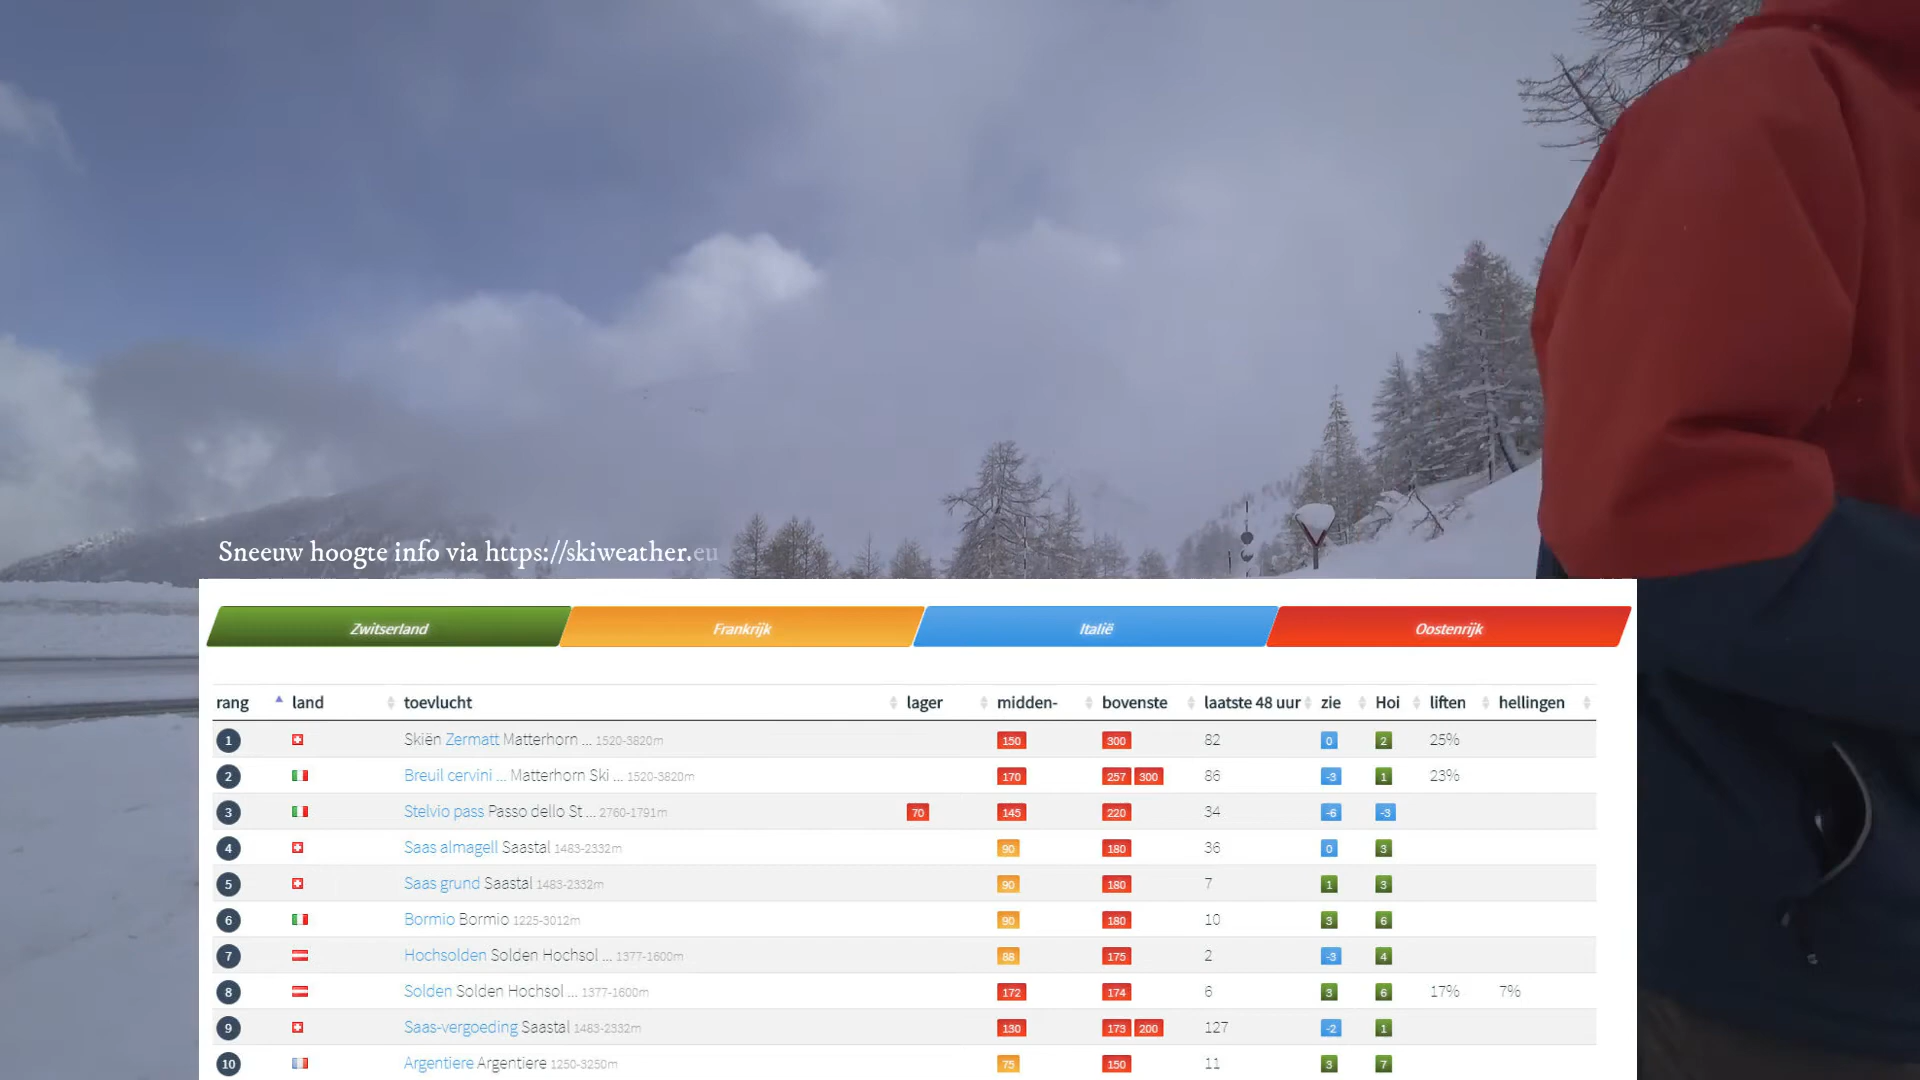 Sneeuw hoogte info via https://skiweather.eu
Zwitserland Frankrijk Italië Oostenrijk
rang land toevlucht lager midden- bovenste laatste 48 uur zie Hoi liften hellingen
1 Skiën Zermatt Matterhorn ... 1520-3820m 150 300 82 0 2 25%
2 Breuil cervini ... Matterhorn Ski ... 1520-3820m 170 257 300 86 -3 1 23%
3 Stelvio pass Passo dello St ... 2760-1791m 70 145 220 34 -6 -3
4 Saas almagell Saastal 1483-2332m 90 180 36 0 3
5 Saas grund Saastal 1483-2332m 90 180 7 1 3
6 Bormio Bormio 1225-3012m 90 180 10 3 6
7 Hochsolden Solden Hochsol ... 1377-1600m 88 175 2 -3 4
8 Solden Solden Hochsol ... 1377-1600m 172 174 6 3 6 17% 7%
9 Saas-vergoeding Saastal 1483-2332m 130 173 200 127 -2 1
10 Argentiere Argentiere 1250-3250m 75 150 11 3 7